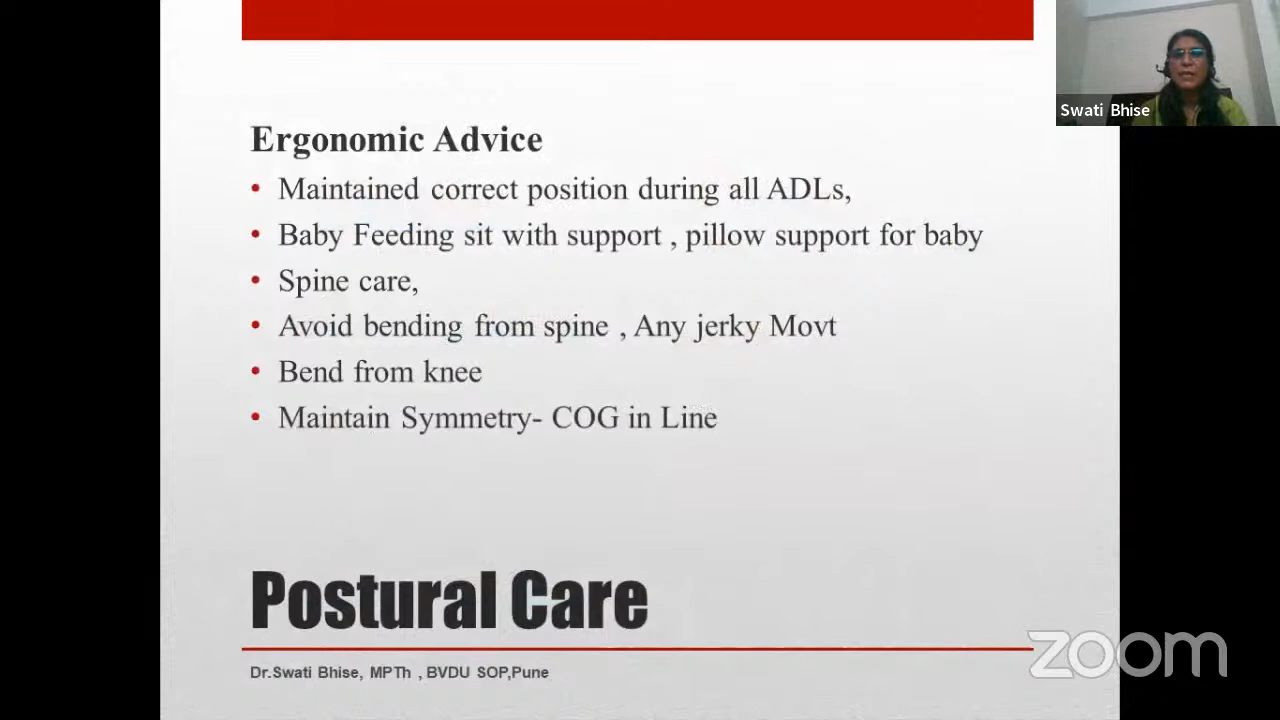 Swati Bhise
Ergonomic Advice
• Maintained correct position during all ADLs,
• Baby Feeding sit with support , pillow support for baby
• Spine care,
• Avoid bending from spine , Any jerky Movt
• Bend from knee
• Maintain Symmetry- COG in Line
Postural Care
Dr.Swati Bhise, MPTh , BVDU SOP,Pune
zoom